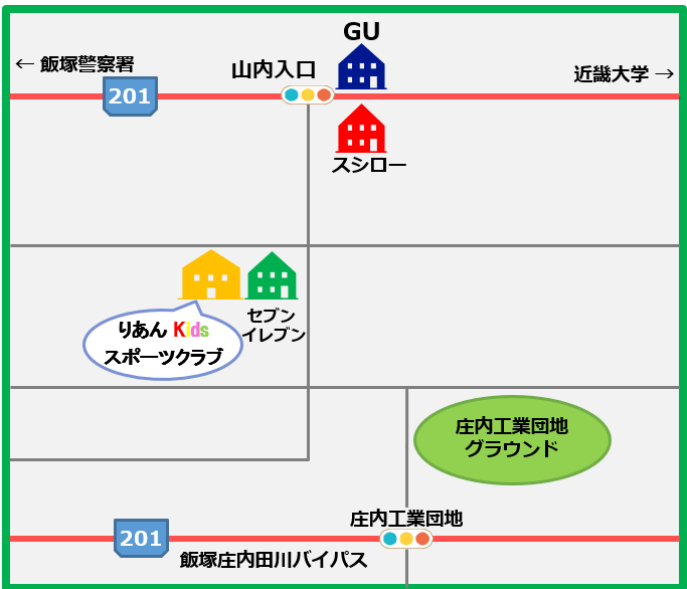 GU
← 飯塚警察署
山内入口
近畿大学 →
201
スシロー
セブン
イレブン
りあん Kids
スポーツクラブ
庄内工業団地
グラウンド
庄内工業団地
201
飯塚庄内田川バイパス